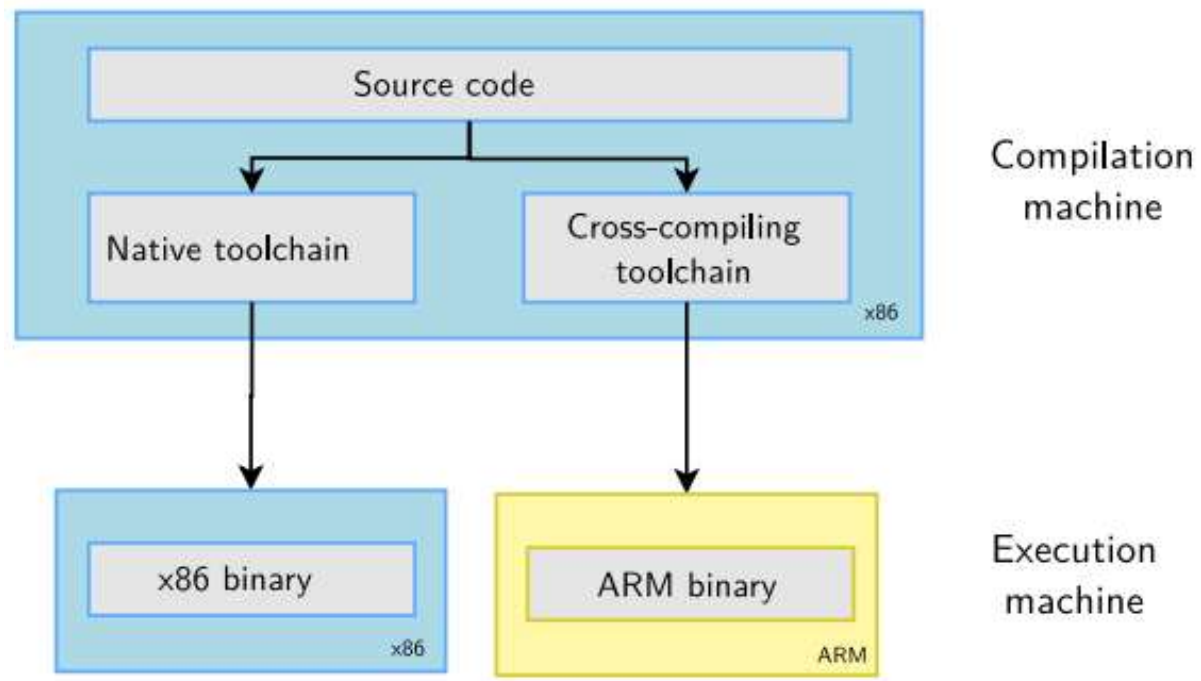 Source code
Compilation
machine
Native toolchain
Cross-compiling
toolchain
x86
x86 binary
x86
ARM binary
ARM
Execution
machine